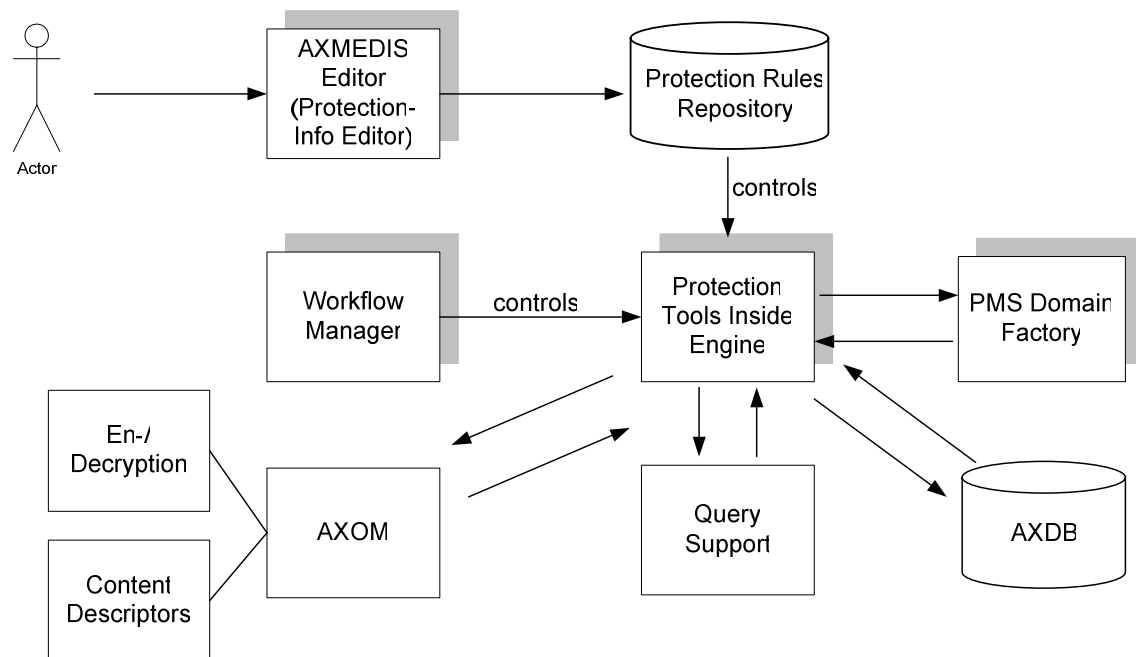 AXMEDIS
Editor
(Protection-
Info Editor)
Protection Rules
Repository
Actor
controls
Workflow
Manager
controls
Protection
Tools Inside
Engine
PMS Domain
Factory
En-/
Decryption
AXOM
Query
Support
AXDB
Content
Descriptors